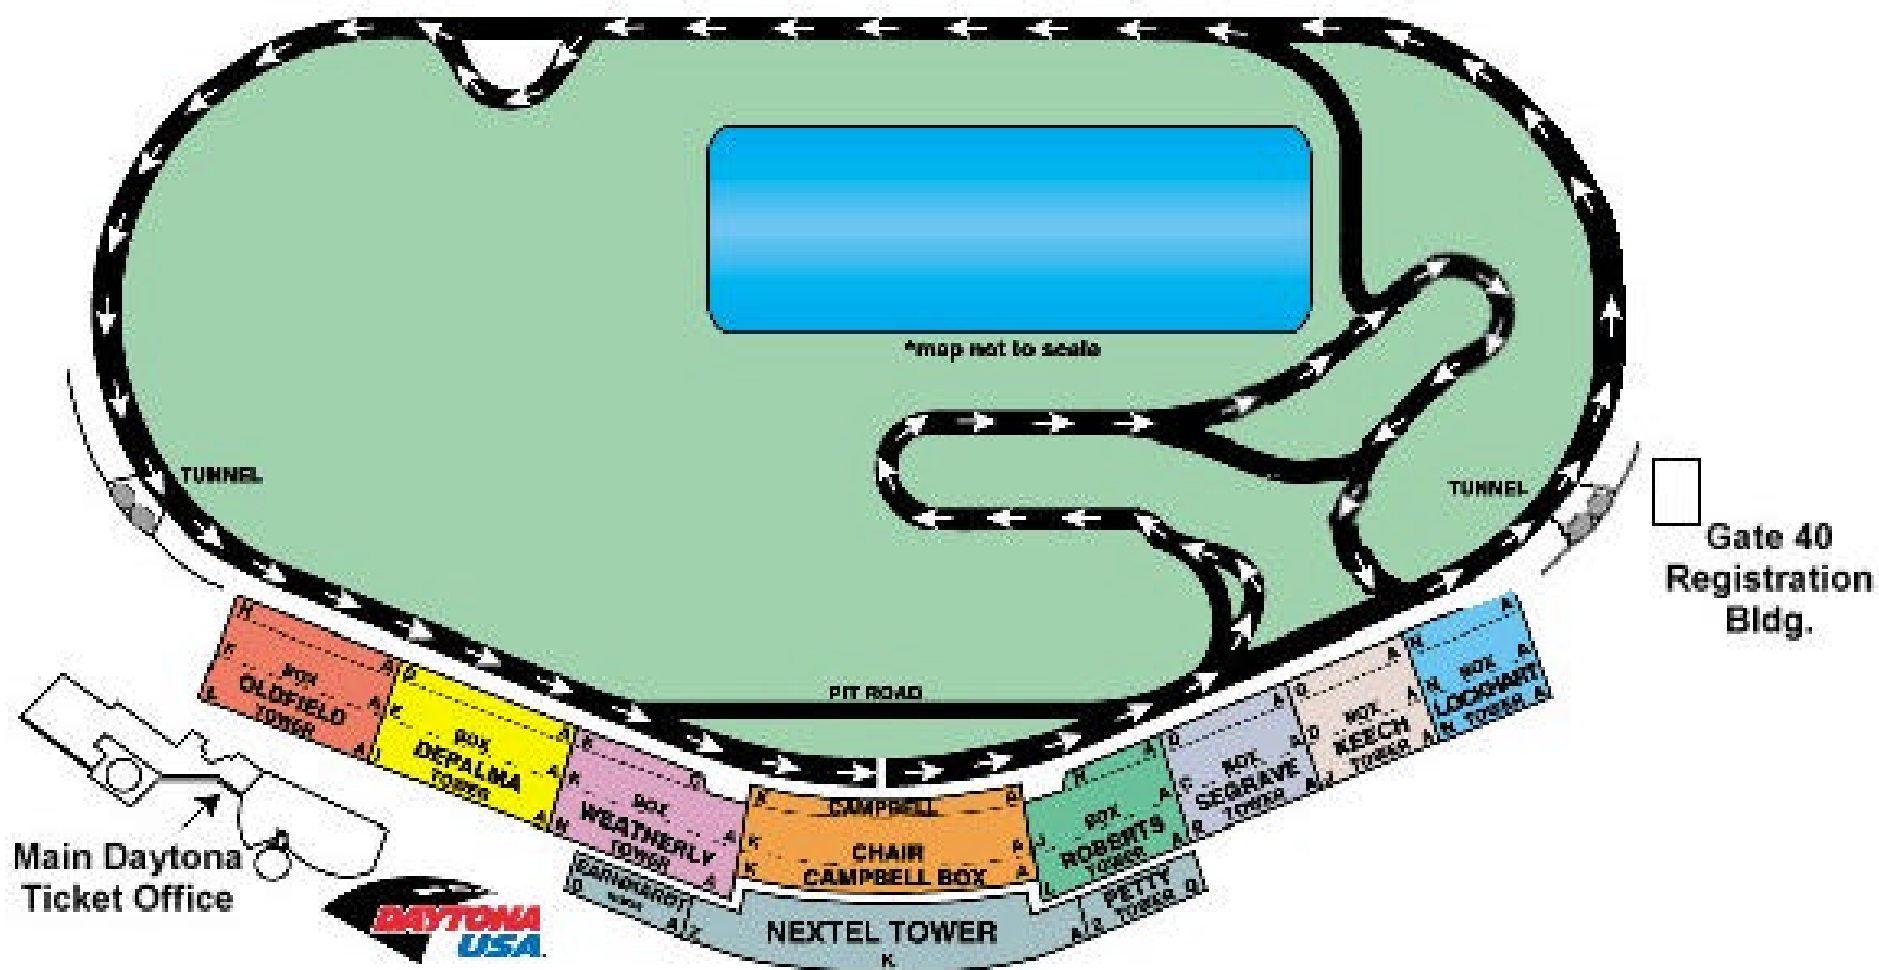 *map not to scale
TUNNEL
TUNNEL
Gate 40
Registration
Bldg.
PIT ROAD
BOX
OLDFIELD
TOWER
BOX
DEPALMA
TOWER
BOX
WEATHERLY
TOWER
CAMPBELL
CHAIR
CAMPBELL BOX
BOX
ROBERTS
TOWER
BOX
SEGRAVE
TOWER
BOX
KEECH
TOWER
BOX
LOCKHART
TOWER
EARNHARDT
NEXTEL TOWER
K
PETTY
TOWER
Main Daytona
Ticket Office
DAYTONA
USA